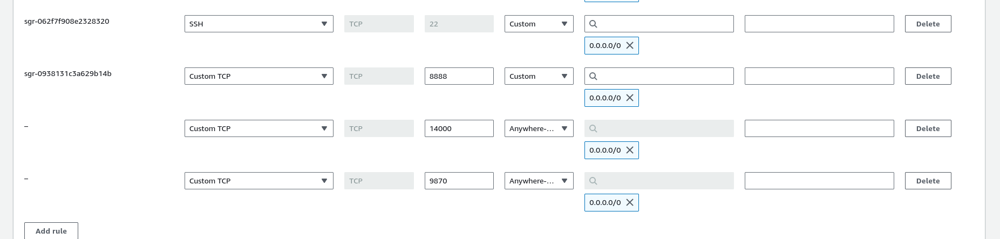 sgr-062f7f908e2328320 SSH TCP 22 Custom Delete
0.0.0.0/0
sgr-0938131c3a629b14b Custom TCP TCP 8888 Custom Delete
0.0.0.0/0
– Custom TCP TCP 14000 Anywhere-... Delete
0.0.0.0/0
– Custom TCP TCP 9870 Anywhere-... Delete
0.0.0.0/0
Add rule